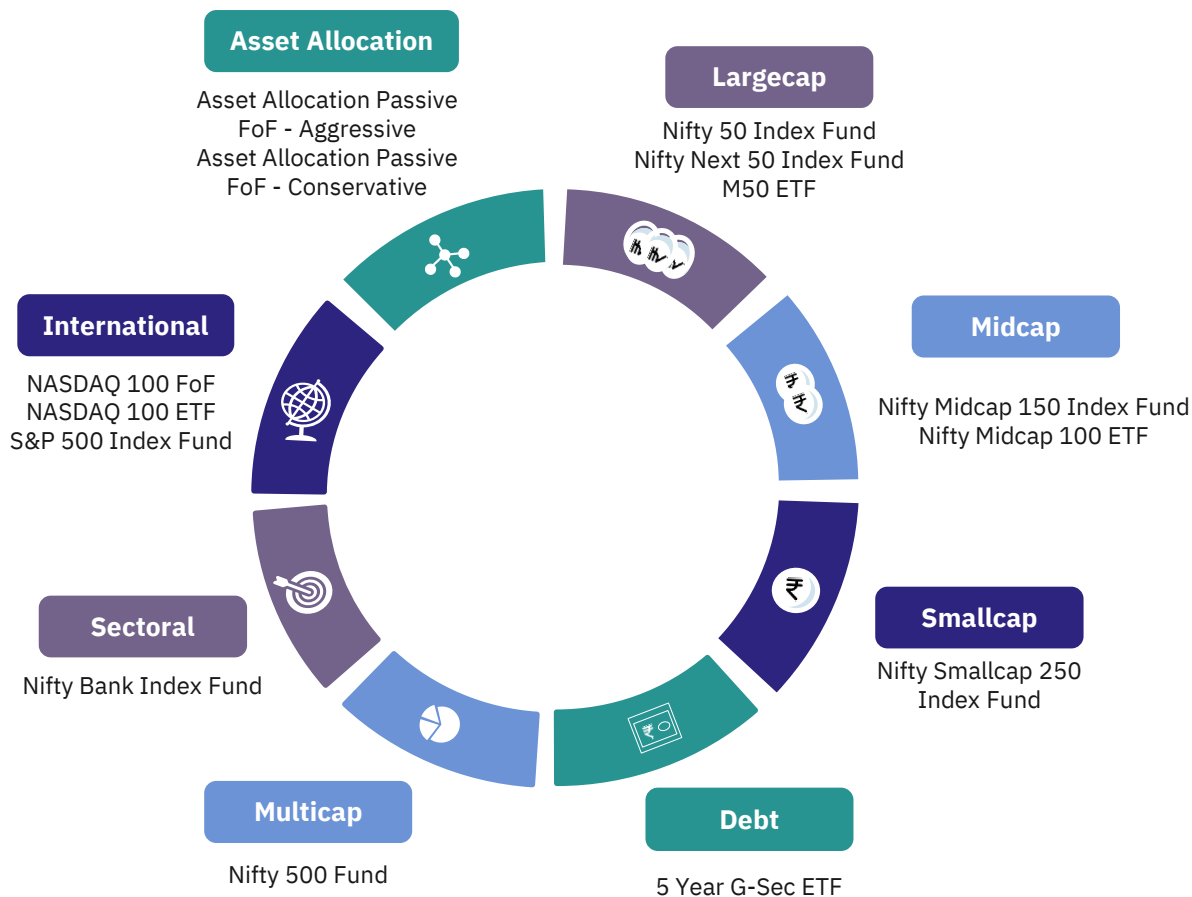 Asset Allocation
Asset Allocation Passive
FoF - Aggressive
Asset Allocation Passive
FoF - Conservative
Largecap
Nifty 50 Index Fund
Nifty Next 50 Index Fund
M50 ETF
Midcap
Nifty Midcap 150 Index Fund
Nifty Midcap 100 ETF
Smallcap
Nifty Smallcap 250
Index Fund
Debt
5 Year G-Sec ETF
Multicap
Nifty 500 Fund
Sectoral
Nifty Bank Index Fund
International
NASDAQ 100 FoF
NASDAQ 100 ETF
S&P 500 Index Fund